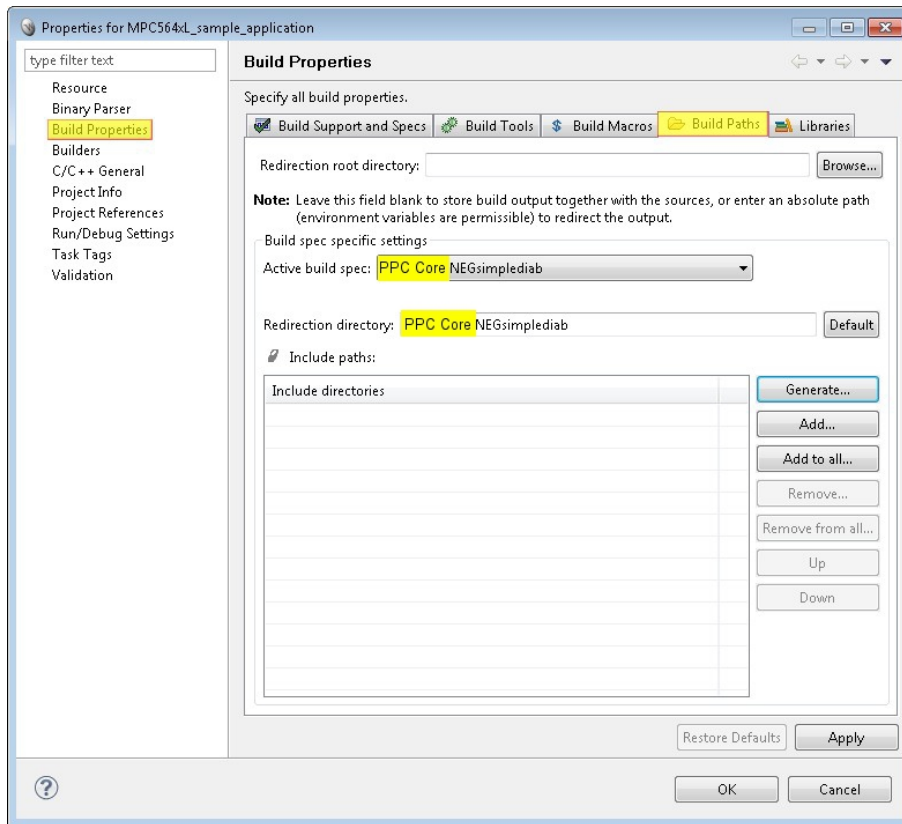 Properties for MPC564xL_sample_application
type filter text
Resource
Binary Parser
Build Properties
Builders
C/C++ General
Project Info
Project References
Run/Debug Settings
Task Tags
Validation
Build Properties
Specify all build properties.
Build Support and Specs Build Tools $ Build Macros Build Paths Libraries
Redirection root directory: Browse...
Note: Leave this field blank to store build output together with the sources, or enter an absolute path
(environment variables are permissible) to redirect the output.
Build spec specific settings
Active build spec: PPC Core NEGsimplediab
Redirection directory: PPC Core NEGsimplediab Default
Include paths:
Include directories
Generate...
Add...
Add to all...
Remove...
Remove from all...
Up
Down
Restore Defaults Apply
? OK Cancel